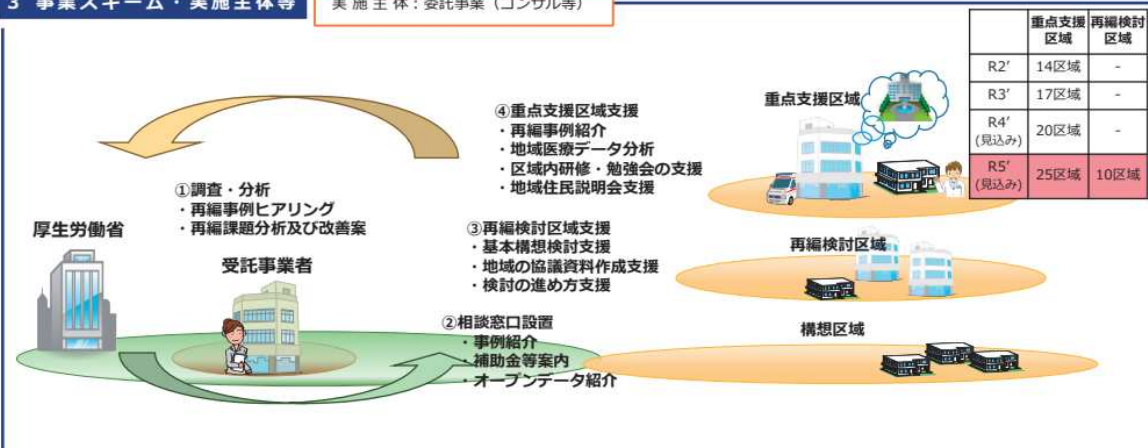 3 事業スキーム・実施主体等
実施主体：委託事業（コンサル等）
重点支援区域 再編検討区域
R2’ 14区域 -
R3’ 17区域 -
R4’(見込み) 20区域 -
R5’(見込み) 25区域 10区域
重点支援区域
④重点支援区域支援
・再編事例紹介
・地域医療データ分析
・区域内研修・勉強会の支援
・地域住民説明会支援
①調査・分析
・再編事例ヒアリング
・再編課題分析及び改善案
厚生労働省
受託事業者
③再編検討区域支援
・基本構想検討支援
・地域の協議資料作成支援
・検討の進め方支援
再編検討区域
②相談窓口設置
・事例紹介
・補助金等案内
・オープンデータ紹介
構想区域